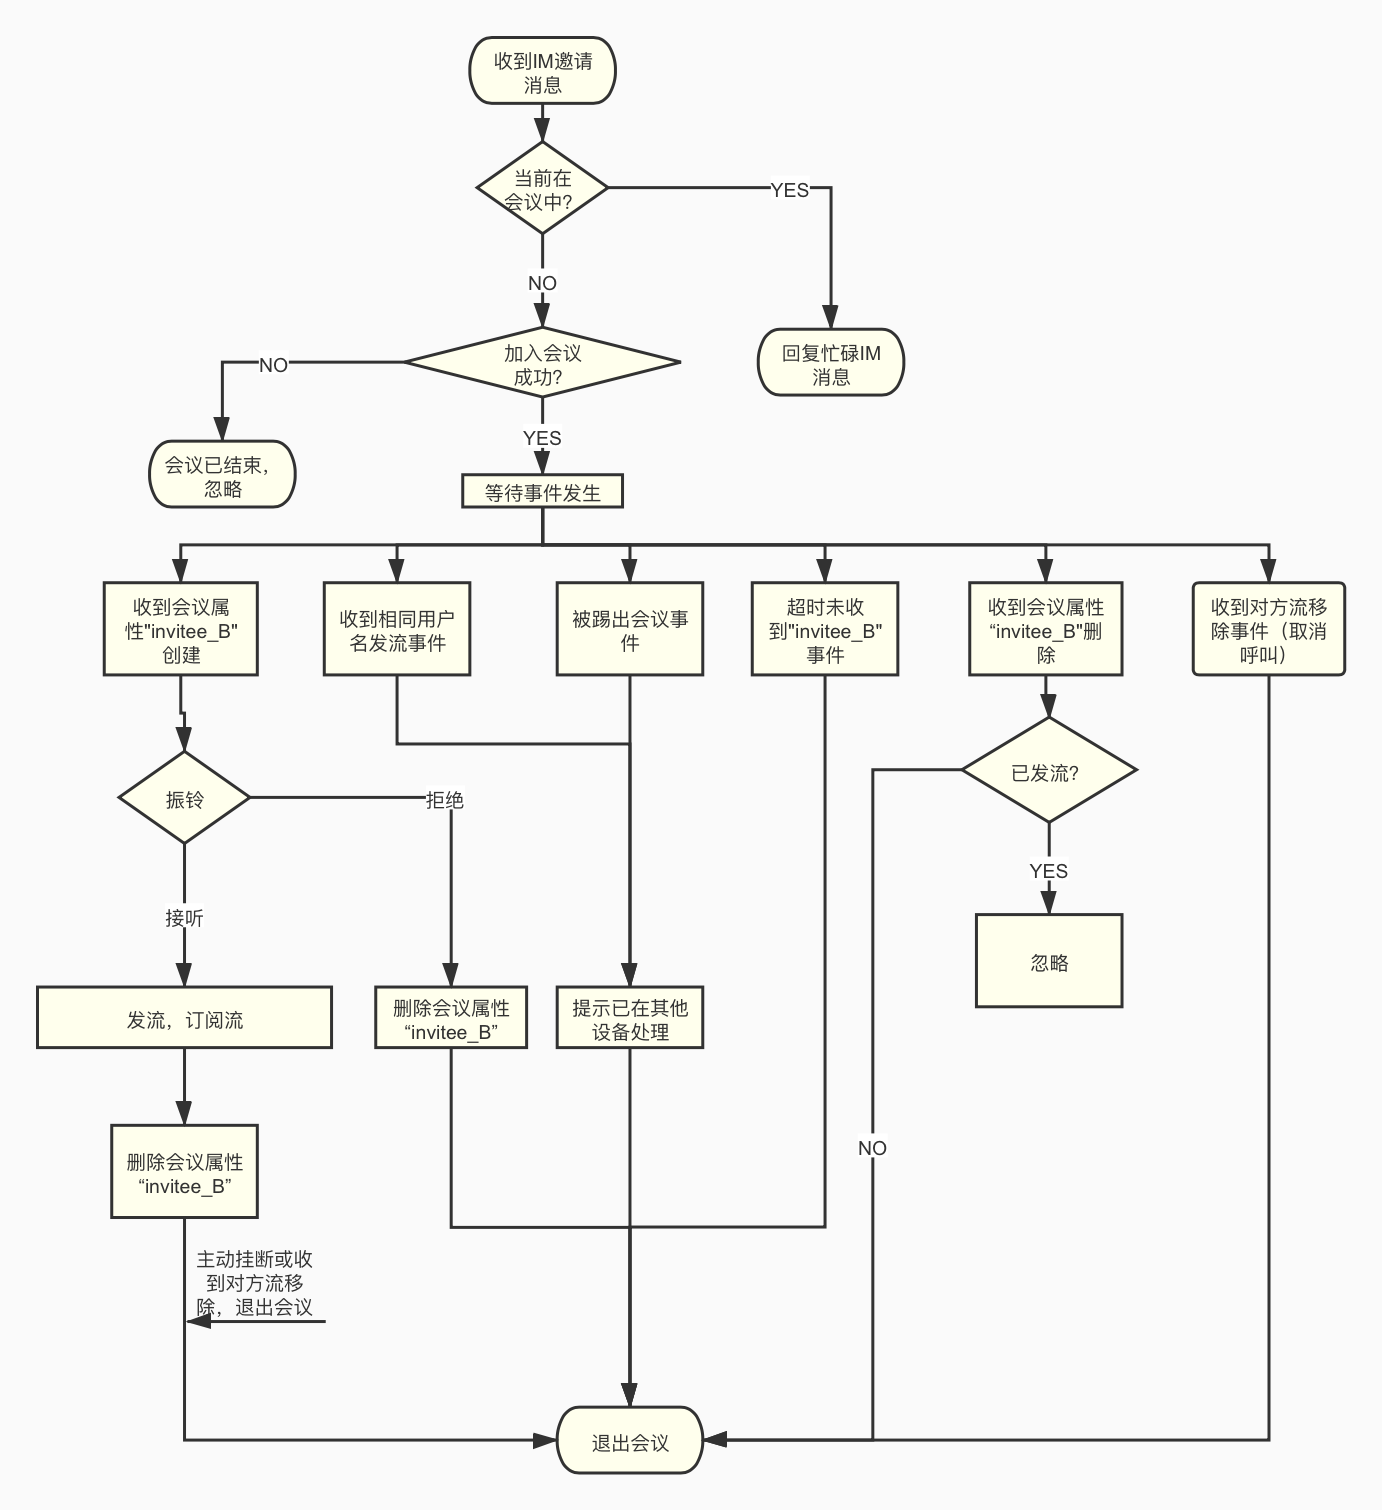 收到IM邀请
消息
当前在
会议中?
YES
NO
加入会议
成功?
回复忙碌IM
消息
NO
YES
会议已结束，
忽略
等待事件发生
收到会议属
性"invitee_B"
创建
收到相同用户
名发流事件
被踢出会议事
件
超时未收
到"invitee_B"
事件
收到会议属性
“invitee_B"删
除
收到对方流移
除事件（取消
呼叫）
振铃
拒绝
已发流?
YES
接听
忽略
发流，订阅流
删除会议属性
“invitee_B”
提示已在其他
设备处理
NO
删除会议属性
“invitee_B”
主动挂断或收
到对方流移
除，退出会议
退出会议